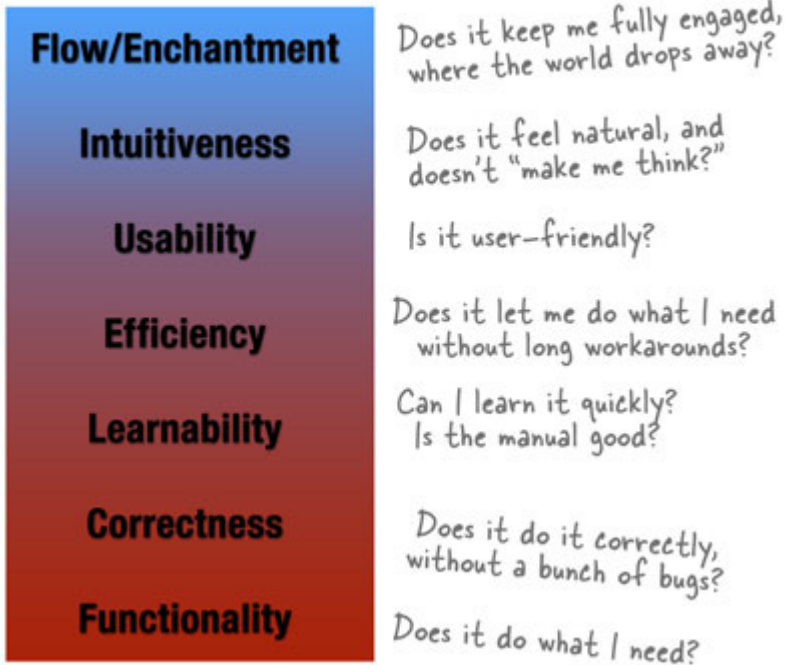 Flow/Enchantment
Does it keep me fully engaged,
where the world drops away?
Intuitiveness
Does it feel natural, and
doesn't “make me think?”
Usability
Is it user-friendly?
Efficiency
Does it let me do what I need
without long workarounds?
Learnability
Can I learn it quickly?
Is the manual good?
Correctness
Does it do it correctly,
without a bunch of bugs?
Functionality
Does it do what I need?